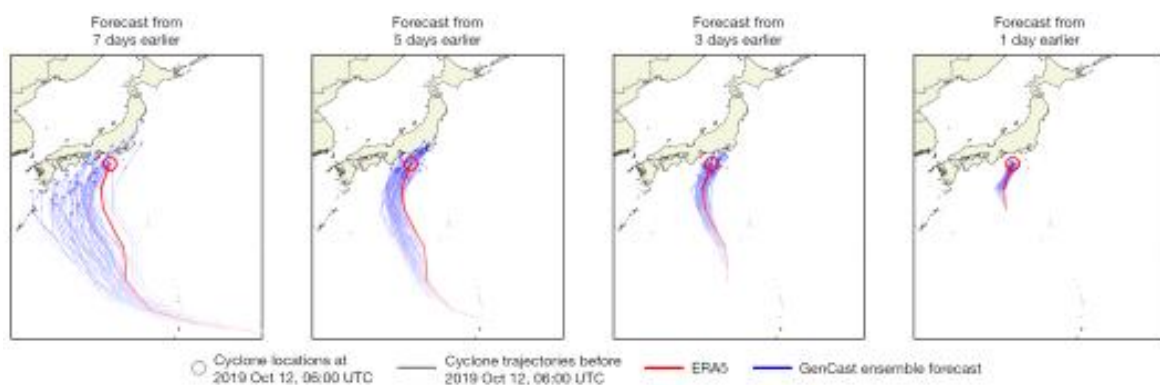 Forecast from
7 days earlier
Forecast from
5 days earlier
Forecast from
3 days earlier
Forecast from
1 day earlier
Cyclone locations at
2019 Oct 12, 06:00 UTC
Cyclone trajectories before
2019 Oct 12, 06:00 UTC
ERA5
GenCast ensemble forecast